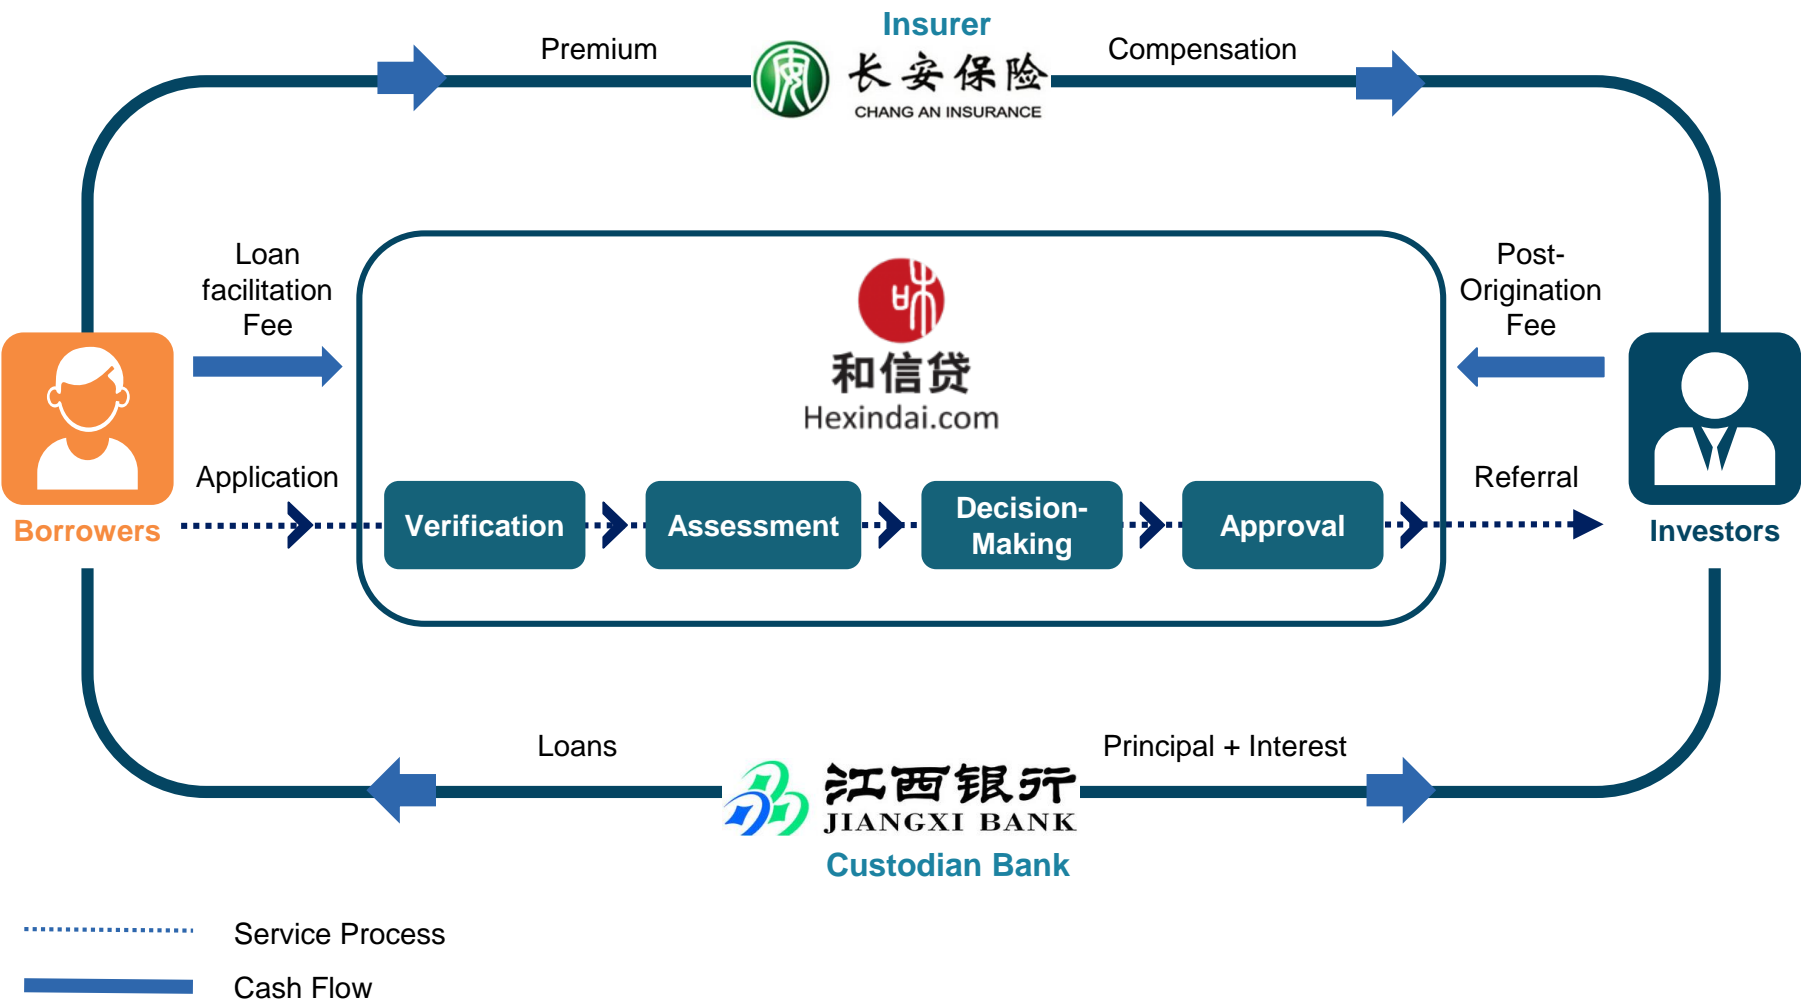 Insurer
Premium
长安保险
CHANG AN INSURANCE
Compensation
Loan
facilitation
Fee
和信贷
Hexindai.com
Post-
Origination
Fee
Application
Referral
Borrowers
Verification
Assessment
Decision-
Making
Approval
Investors
Loans
江西银行
JIANGXI BANK
Principal + Interest
Custodian Bank
Service Process
Cash Flow